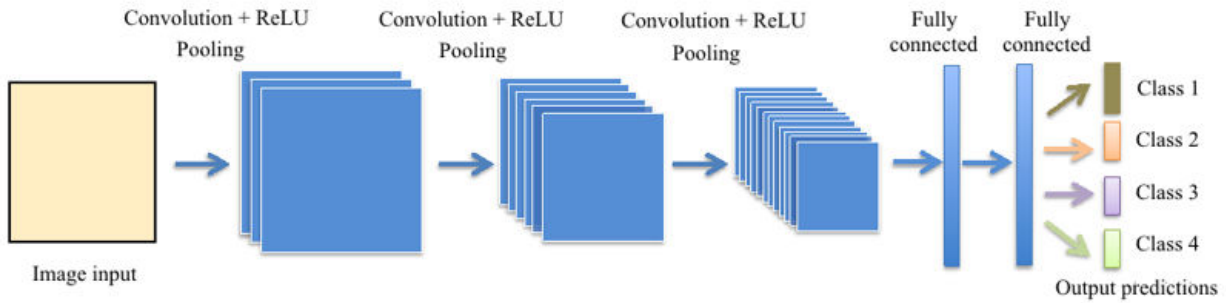 Convolution + ReLU
Pooling
Convolution + ReLU
Pooling
Convolution + ReLU
Pooling
Fully
connected
Fully
connected
Class 1
Class 2
Class 3
Class 4
Image input
Output predictions